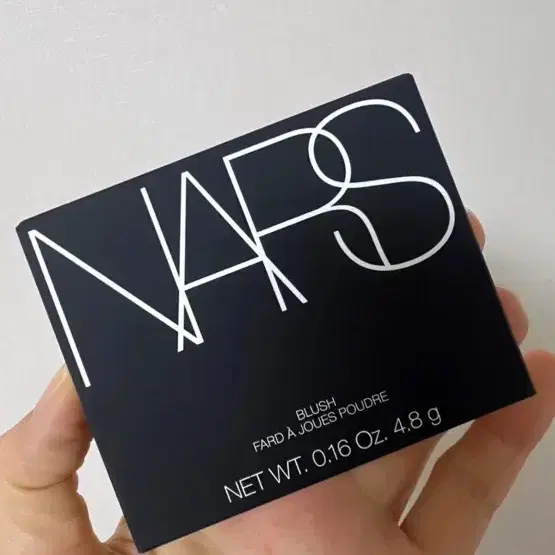 NARS
BLUSH
FARD À JOUES POUDRE
NET WT. 0.16 Oz. 4.8 g